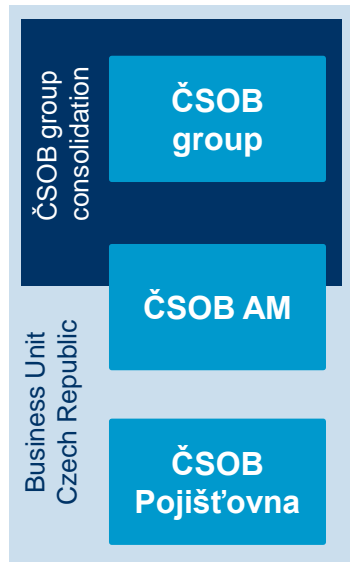 ČSOB group
consolidation
ČSOB
group
ČSOB AM
Business Unit
Czech Republic
ČSOB
Pojišťovna